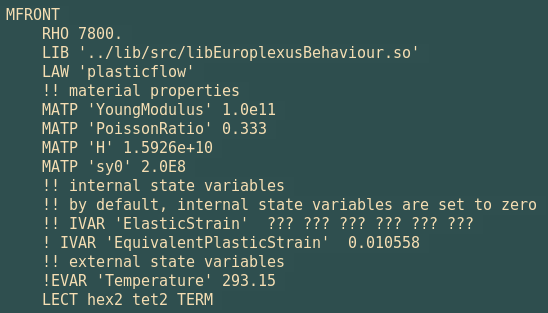 MFRONT
RHO 7800.
LIB '../lib/src/libEuroplexusBehaviour.so'
LAW 'plasticflow'
!! material properties
MATP 'YoungModulus' 1.0e11
MATP 'PoissonRatio' 0.333
MATP 'H' 1.5926e+10
MATP 'sy0' 2.0E8
!! internal state variables
!! by default, internal state variables are set to zero
!! IVAR 'ElasticStrain'  ??? ??? ??? ??? ??? ???
! IVAR 'EquivalentPlasticStrain'  0.010558
!! external state variables
!EVAR 'Temperature' 293.15
LECT hex2 tet2 TERM